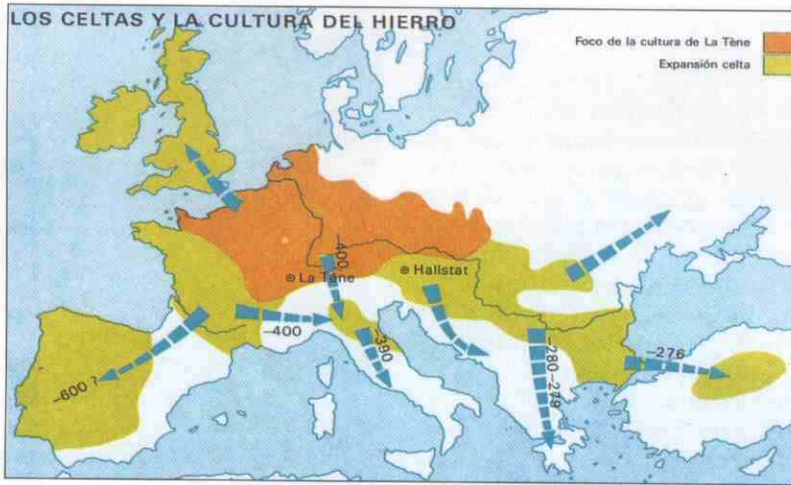 LOS CELTAS Y LA CULTURA DEL HIERRO
Foco de la cultura de La Tène
Expansión celta
–400
La Tène
Hallstat
–400
–390
–280–279
–276
–600 ?